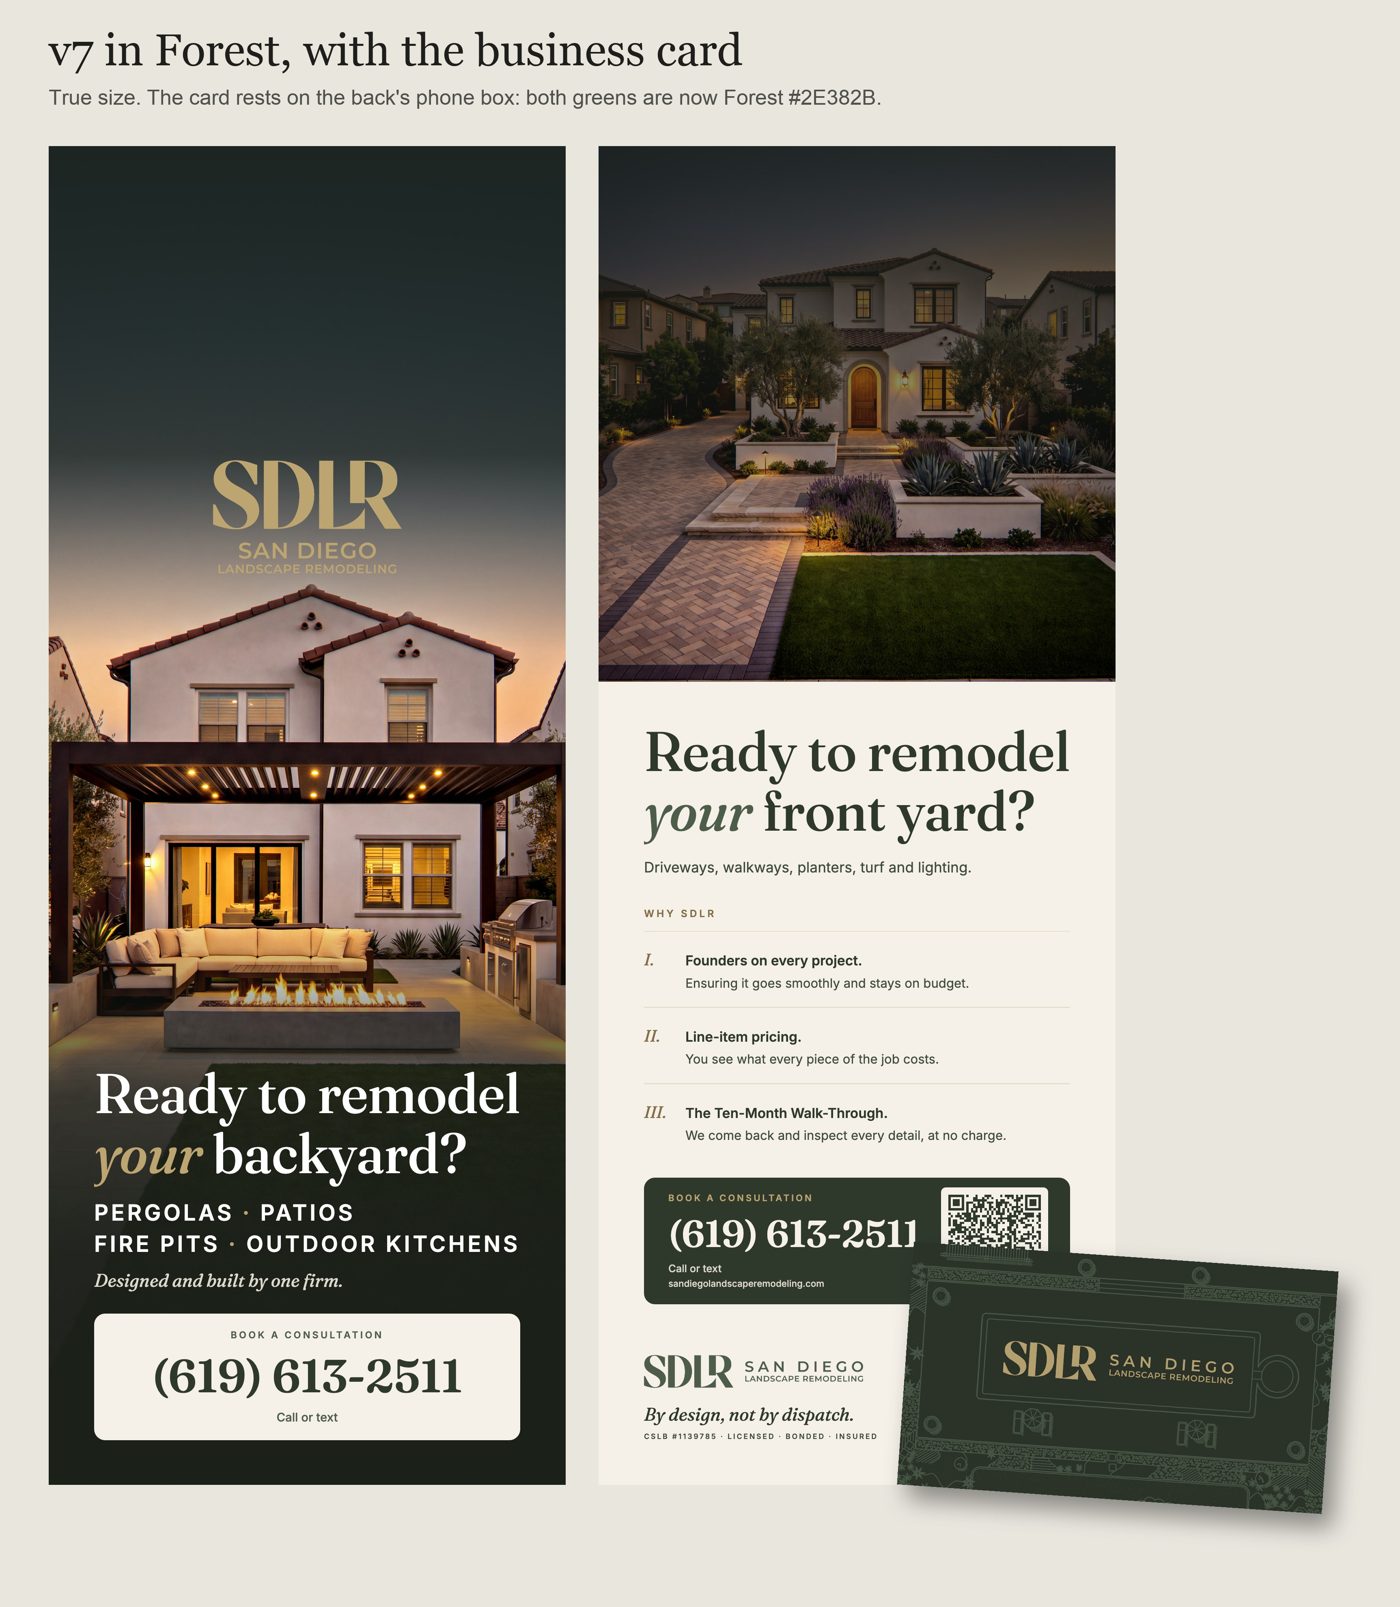 v7 in Forest, with the business card
True size. The card rests on the back's phone box: both greens are now Forest #2E382B.
SDLR
SAN DIEGO
LANDSCAPE REMODELING
Ready to remodel
your backyard?
PERGOLAS · PATIOS
FIRE PITS · OUTDOOR KITCHENS
Designed and built by one firm.
BOOK A CONSULTATION
(619) 613-2511
Call or text
Ready to remodel
your front yard?
Driveways, walkways, planters, turf and lighting.
WHY SDLR
I. Founders on every project.
Ensuring it goes smoothly and stays on budget.
II. Line-item pricing.
You see what every piece of the job costs.
III. The Ten-Month Walk-Through.
We come back and inspect every detail, at no charge.
BOOK A CONSULTATION
(619) 613-2511
Call or text
sandiegolandscaperemodeling.com
SDLR SAN DIEGO
LANDSCAPE REMODELING
By design, not by dispatch.
CSLB #1139785 · LICENSED · BONDED · INSURED
SDLR SAN DIEGO
LANDSCAPE REMODELING